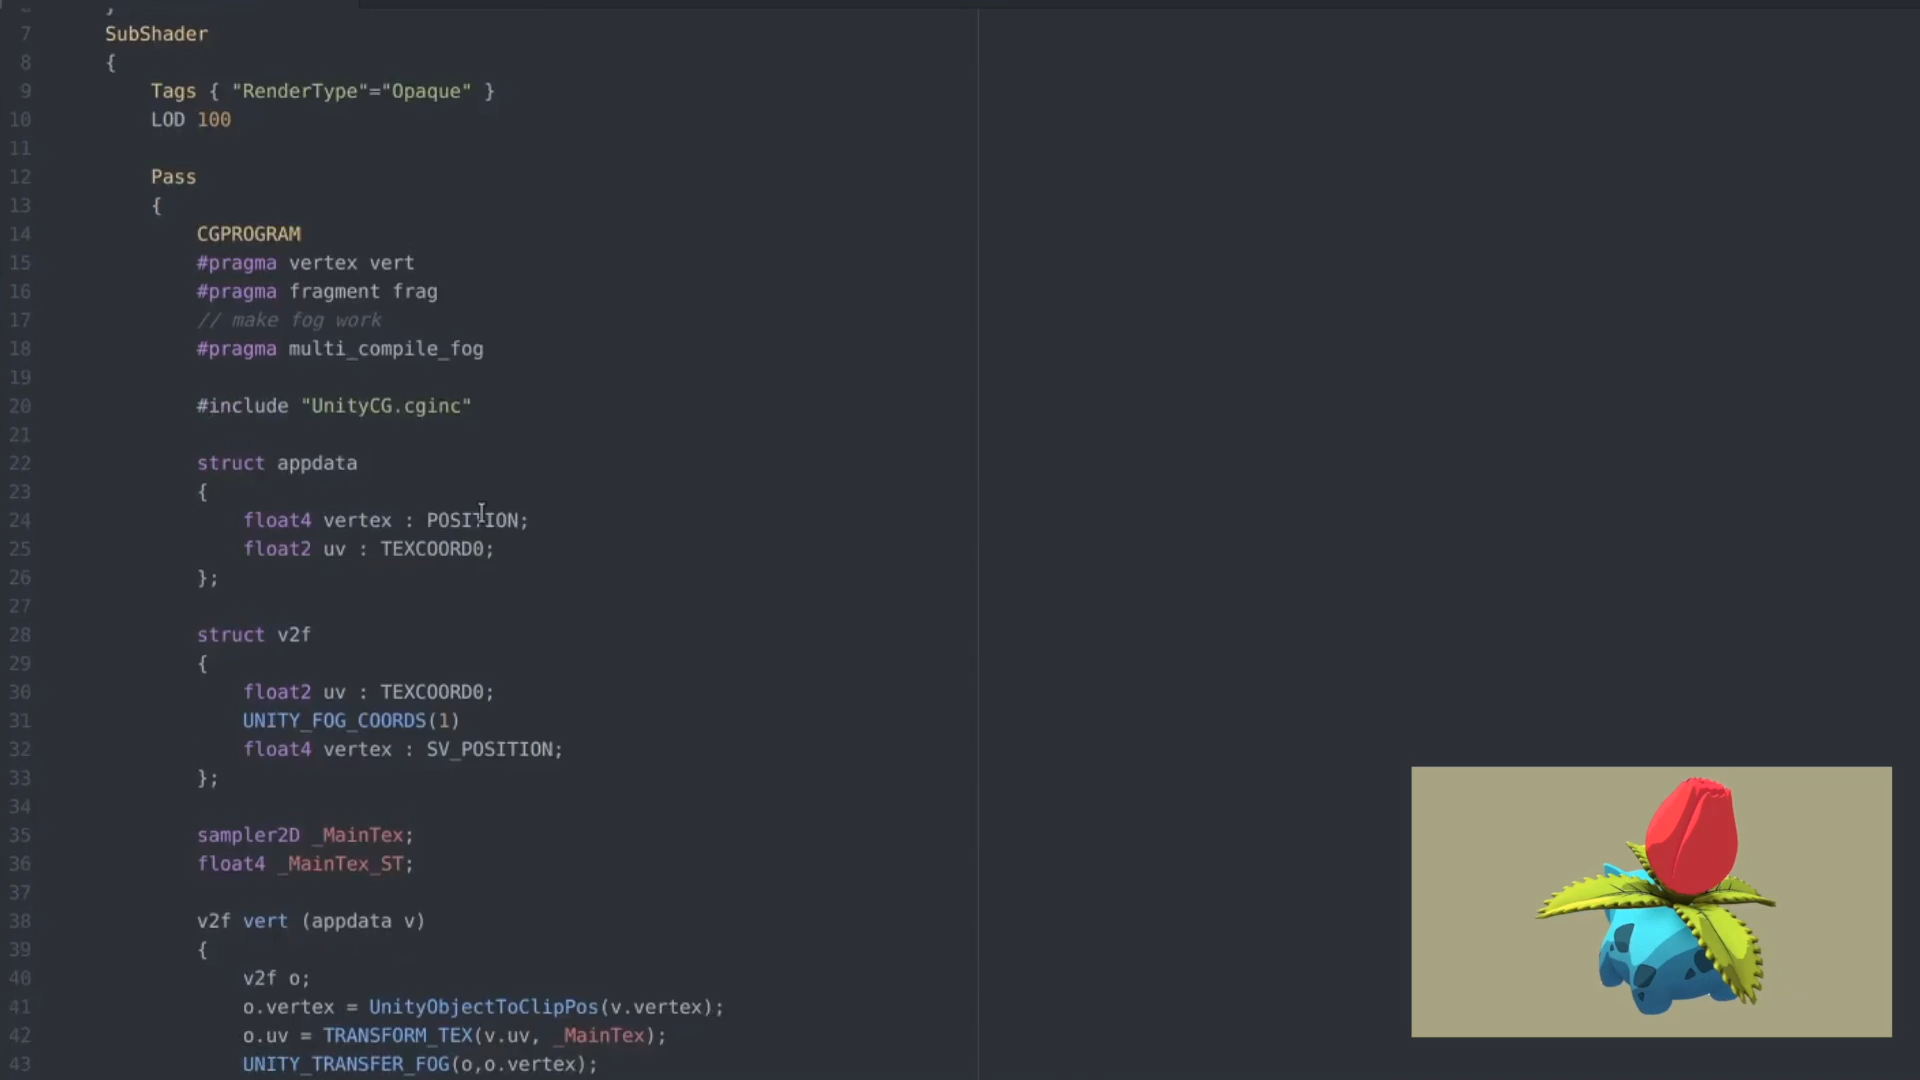 7 SubShader
8 {
9 Tags { "RenderType"="Opaque" }
10 LOD 100
11
12 Pass
13 {
14 CGPROGRAM
15 #pragma vertex vert
16 #pragma fragment frag
17 // make fog work
18 #pragma multi_compile_fog
19
20 #include "UnityCG.cginc"
21
22 struct appdata
23 {
24 float4 vertex : POSITION;
25 float2 uv : TEXCOORD0;
26 };
27
28 struct v2f
29 {
30 float2 uv : TEXCOORD0;
31 UNITY_FOG_COORDS(1)
32 float4 vertex : SV_POSITION;
33 };
34
35 sampler2D _MainTex;
36 float4 _MainTex_ST;
37
38 v2f vert (appdata v)
39 {
40 v2f o;
41 o.vertex = UnityObjectToClipPos(v.vertex);
42 o.uv = TRANSFORM_TEX(v.uv, _MainTex);
43 UNITY_TRANSFER_FOG(o,o.vertex);